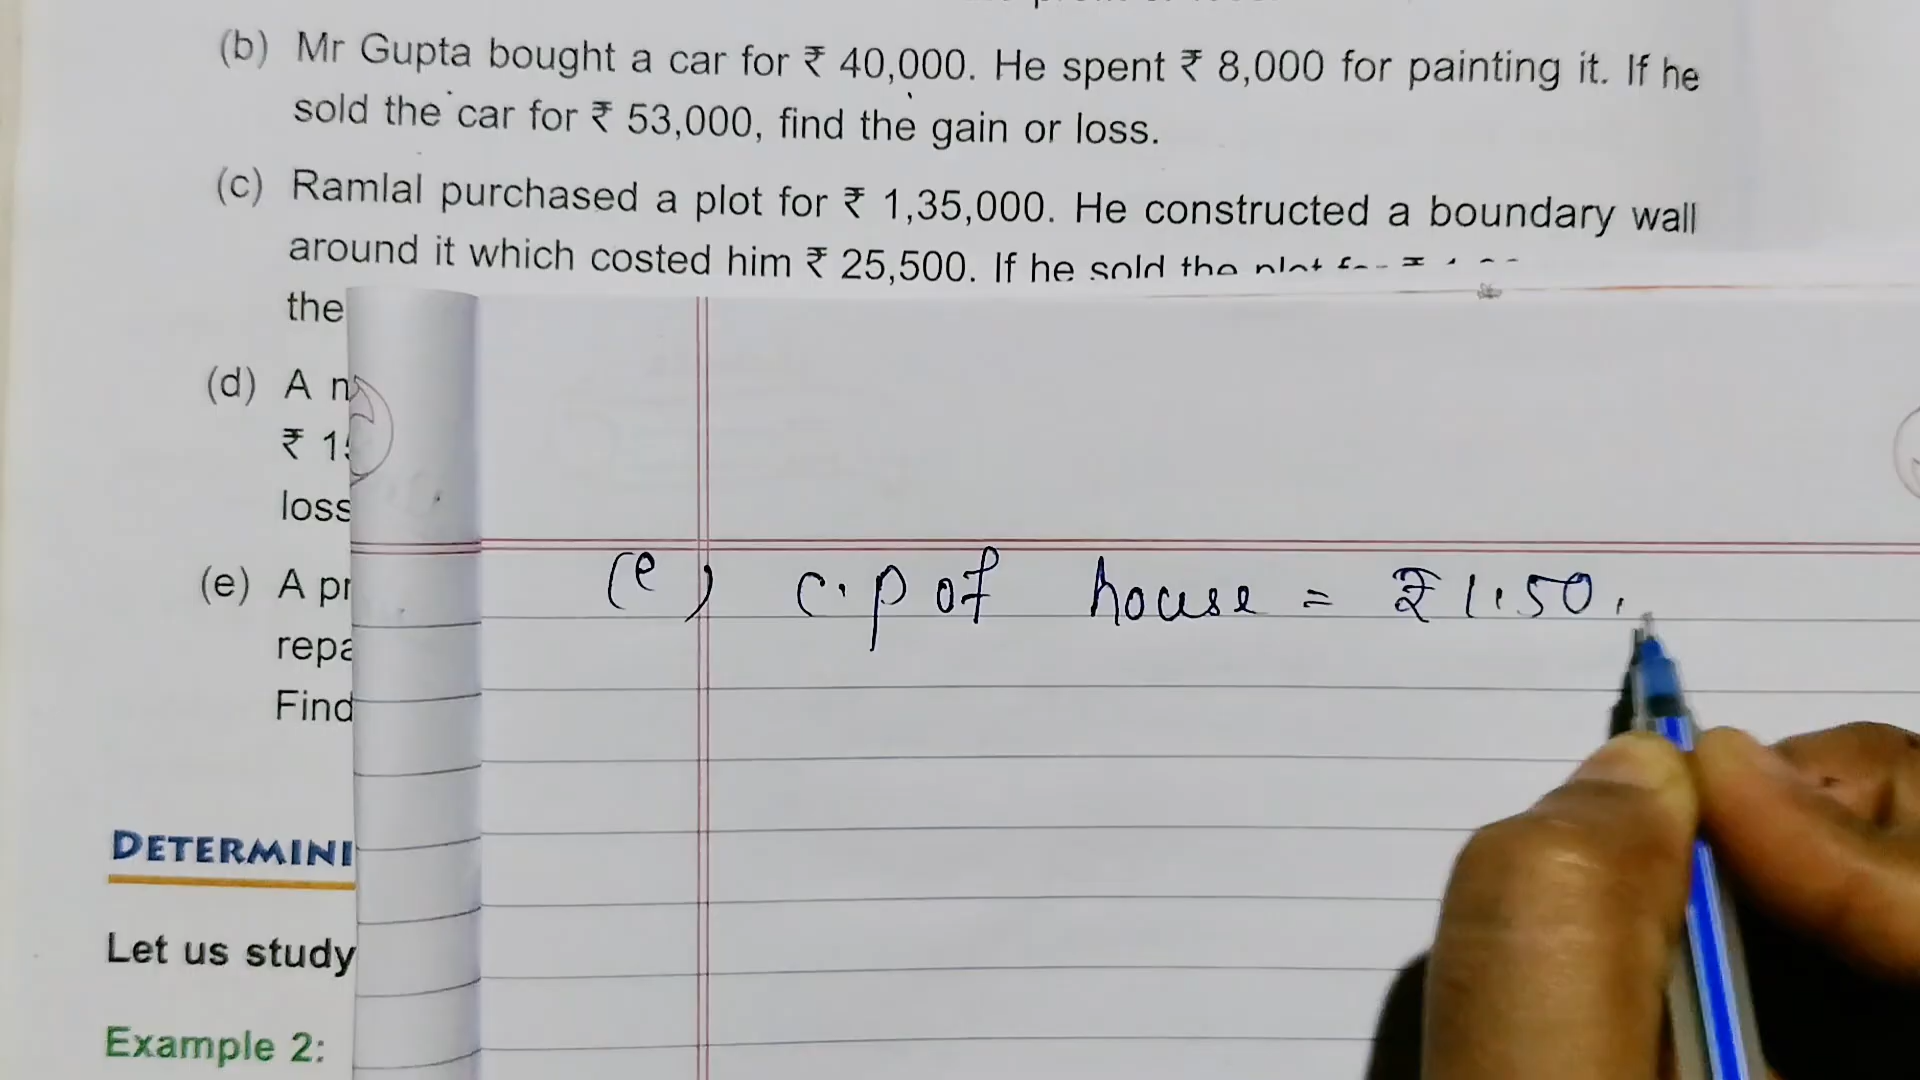 (b) Mr Gupta bought a car for ₹ 40,000. He spent ₹ 8,000 for painting it. If he
sold the car for ₹ 53,000, find the gain or loss.
(c) Ramlal purchased a plot for ₹ 1,35,000. He constructed a boundary wall
around it which costed him ₹ 25,500. If he sold the plot for ₹
the
(d) A
₹
loss
(e) A
Find
(e) C.P of house = ₹ 1,50,
DETERMINI
Let us study
Example 2: